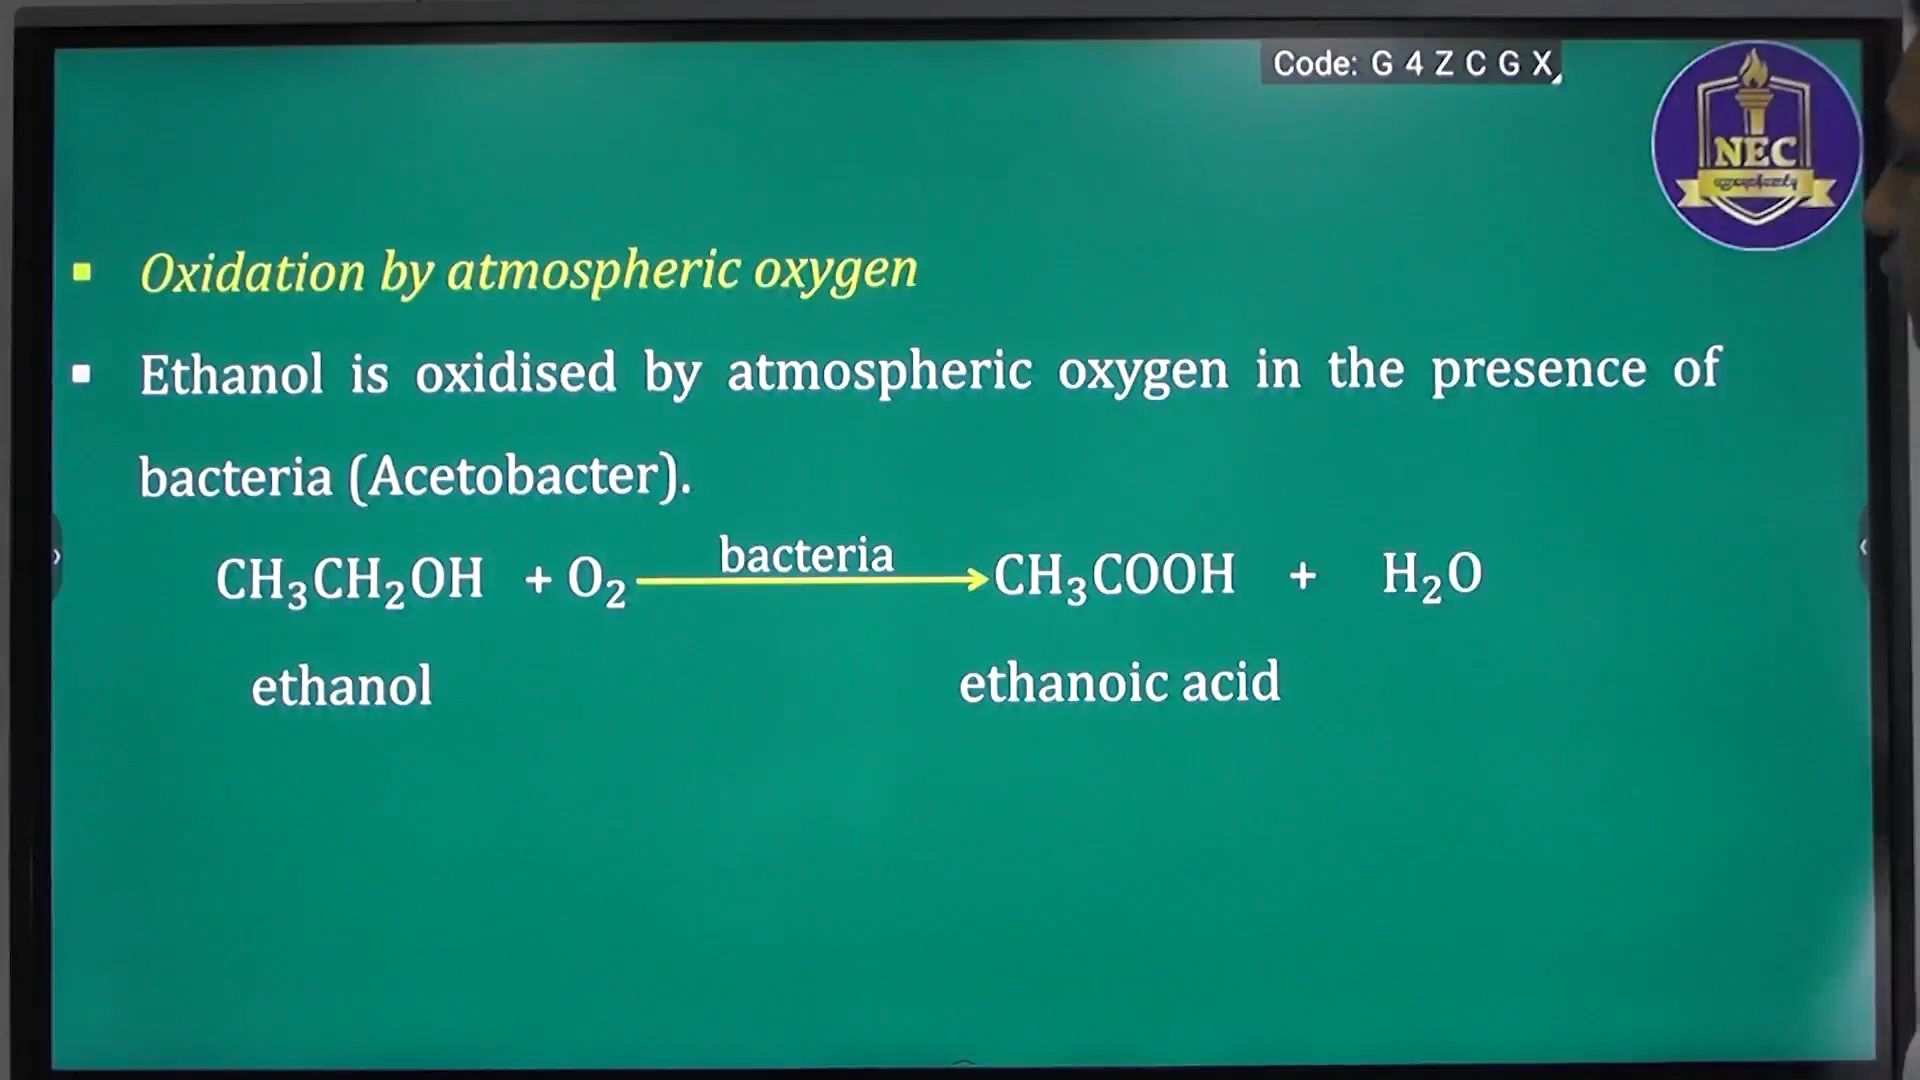 Code: G 4 Z C G X
NEC
▪ Oxidation by atmospheric oxygen
▪ Ethanol is oxidised by atmospheric oxygen in the presence of
bacteria (Acetobacter).
bacteria
CH₃CH₂OH + O₂ → CH₃COOH + H₂O
ethanol ethanoic acid